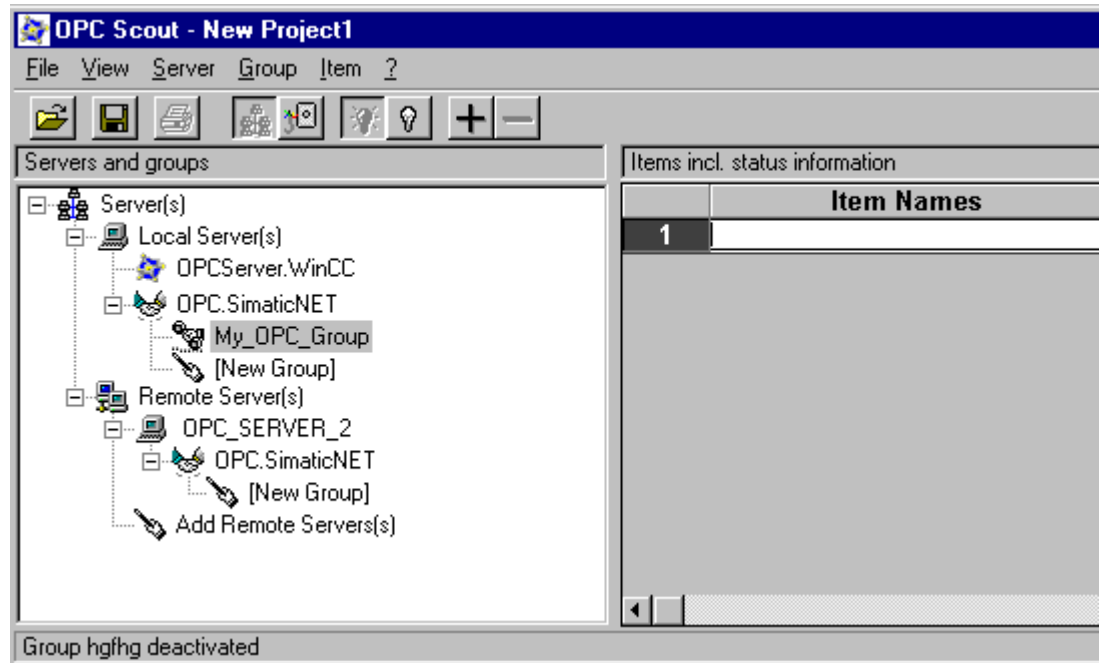 OPC Scout - New Project1
File View Server Group Item ?
Servers and groups
Items incl. status information
Server(s)
Local Server(s)
OPCServer.WinCC
OPC.SimaticNET
My_OPC_Group
[New Group]
Remote Server(s)
OPC_SERVER_2
OPC.SimaticNET
[New Group]
Add Remote Servers(s)
Item Names
1
Group hgfhg deactivated